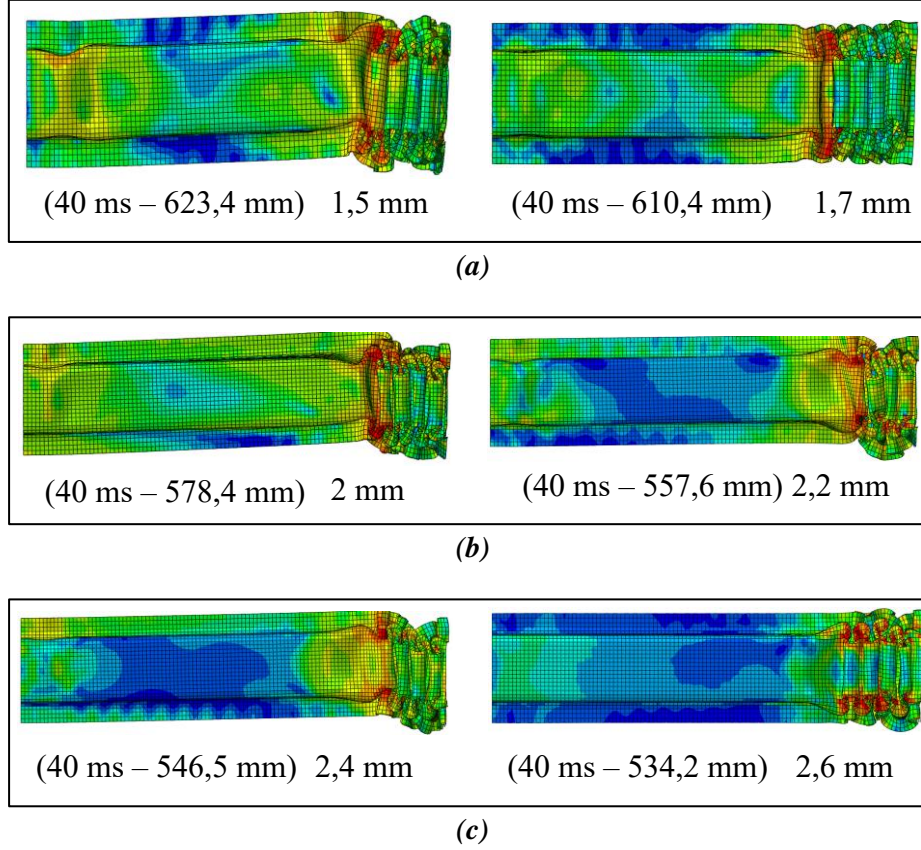 (40 ms – 623,4 mm) 1,5 mm
(40 ms – 610,4 mm) 1,7 mm
(a)
(40 ms – 578,4 mm) 2 mm
(40 ms – 557,6 mm) 2,2 mm
(b)
(40 ms – 546,5 mm) 2,4 mm
(40 ms – 534,2 mm) 2,6 mm
(c)